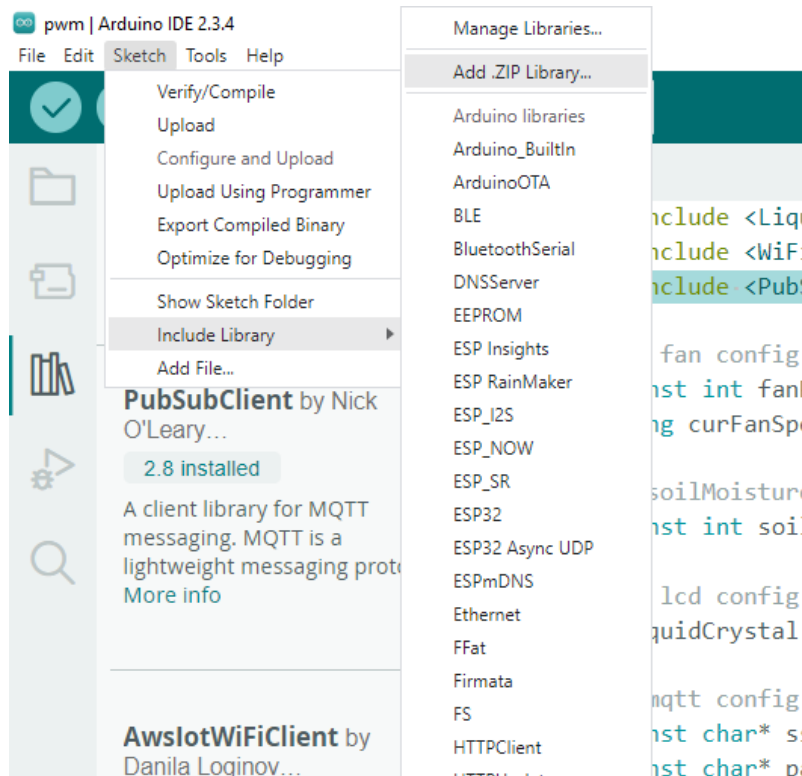 pwm | Arduino IDE 2.3.4
File Edit Sketch Tools Help
Verify/Compile
Upload
Configure and Upload
Upload Using Programmer
Export Compiled Binary
Optimize for Debugging
Show Sketch Folder
Include Library
Add File...
PubSubClient by Nick
O'Leary...
2.8 installed
A client library for MQTT
messaging. MQTT is a
lightweight messaging proto
More info
AwsIotWiFiClient by
Danila Loginov...
Manage Libraries...
Add .ZIP Library...
Arduino libraries
Arduino_BuiltIn
ArduinoOTA
BLE
BluetoothSerial
DNSServer
EEPROM
ESP Insights
ESP RainMaker
ESP_I2S
ESP_NOW
ESP_SR
ESP32
ESP32 Async UDP
ESPmDNS
Ethernet
FFat
Firmata
FS
HTTPClient
nclude <Liq
nclude <WiF
nclude <Pub
fan config
nst int fan
ng curFanSp
soilMoistur
nst int soi
lcd config
quidCrystal
mqtt config
nst char* s
nst char* pa